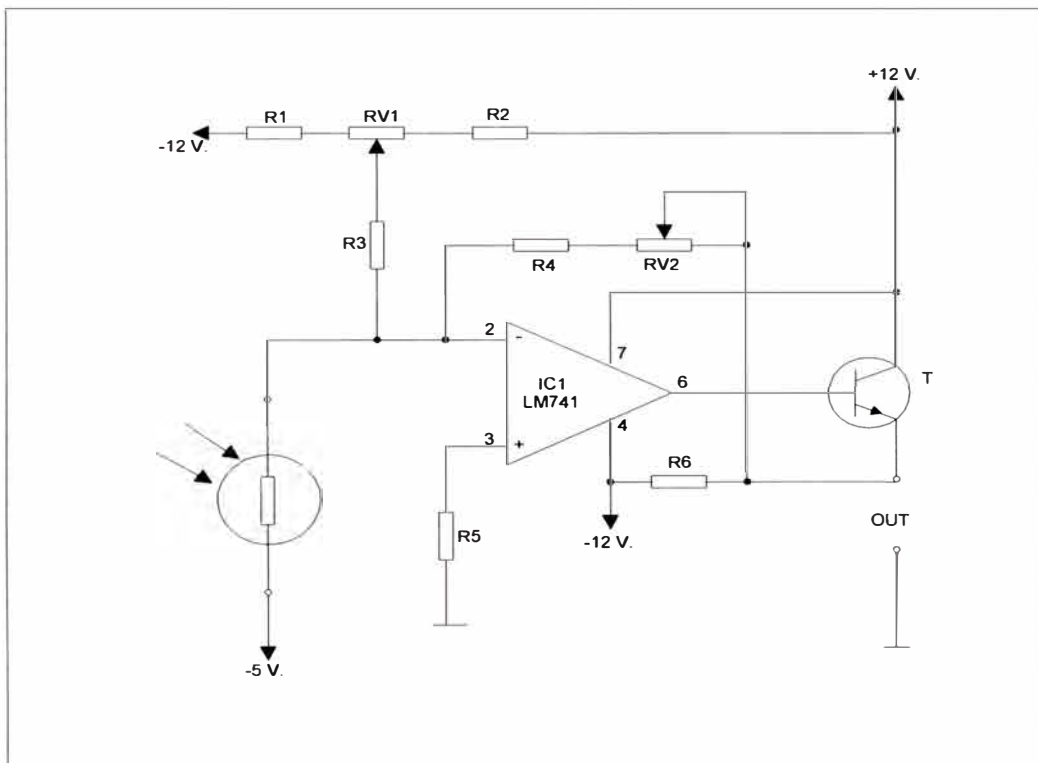 +12 V.
R1
RV1
R2
-12 V.
R3
R4
RV2
2
-
7
IC1
LM741
6
T
3
+
4
R6
R5
-12 V.
OUT
-5 V.